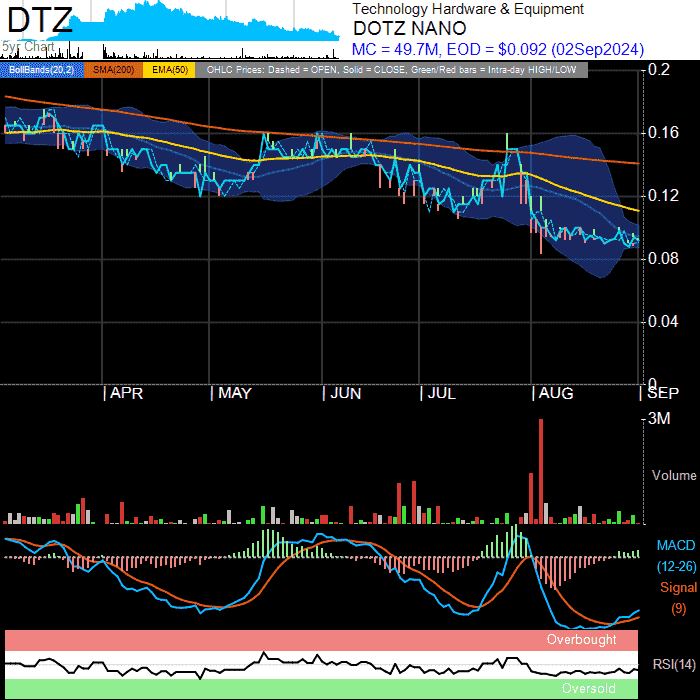 DTZ
5yr Chart
Technology Hardware & Equipment
DOTZ NANO
MC = 49.7M, EOD = $0.092 (02Sep2024)
BollBands(20,2) SMA(200) EMA(50) OHLC Prices: Dashed = OPEN, Solid = CLOSE, Green/Red bars = Intra-day HIGH/LOW
0.2
0.16
0.12
0.08
0.04
0
APR MAY JUN JUL AUG SEP
3M
Volume
MACD
(12-26)
Signal
(9)
Overbought
RSI(14)
Oversold